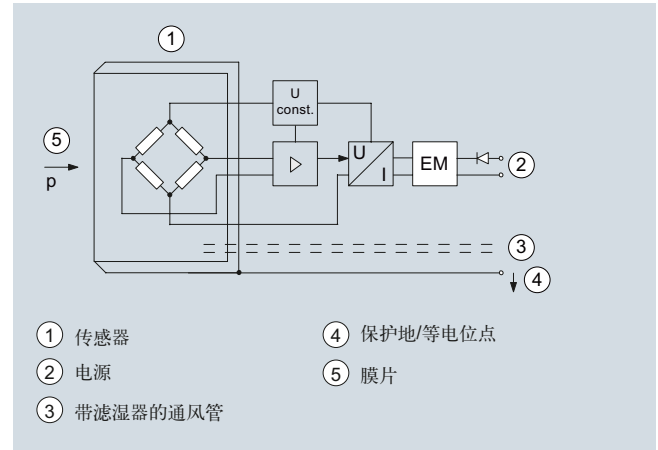 ①
U
const.
⑤
p
U
I
EM
②
③
④
① 传感器
② 电源
③ 带滤湿器的通风管
④ 保护地/等电位点
⑤ 膜片